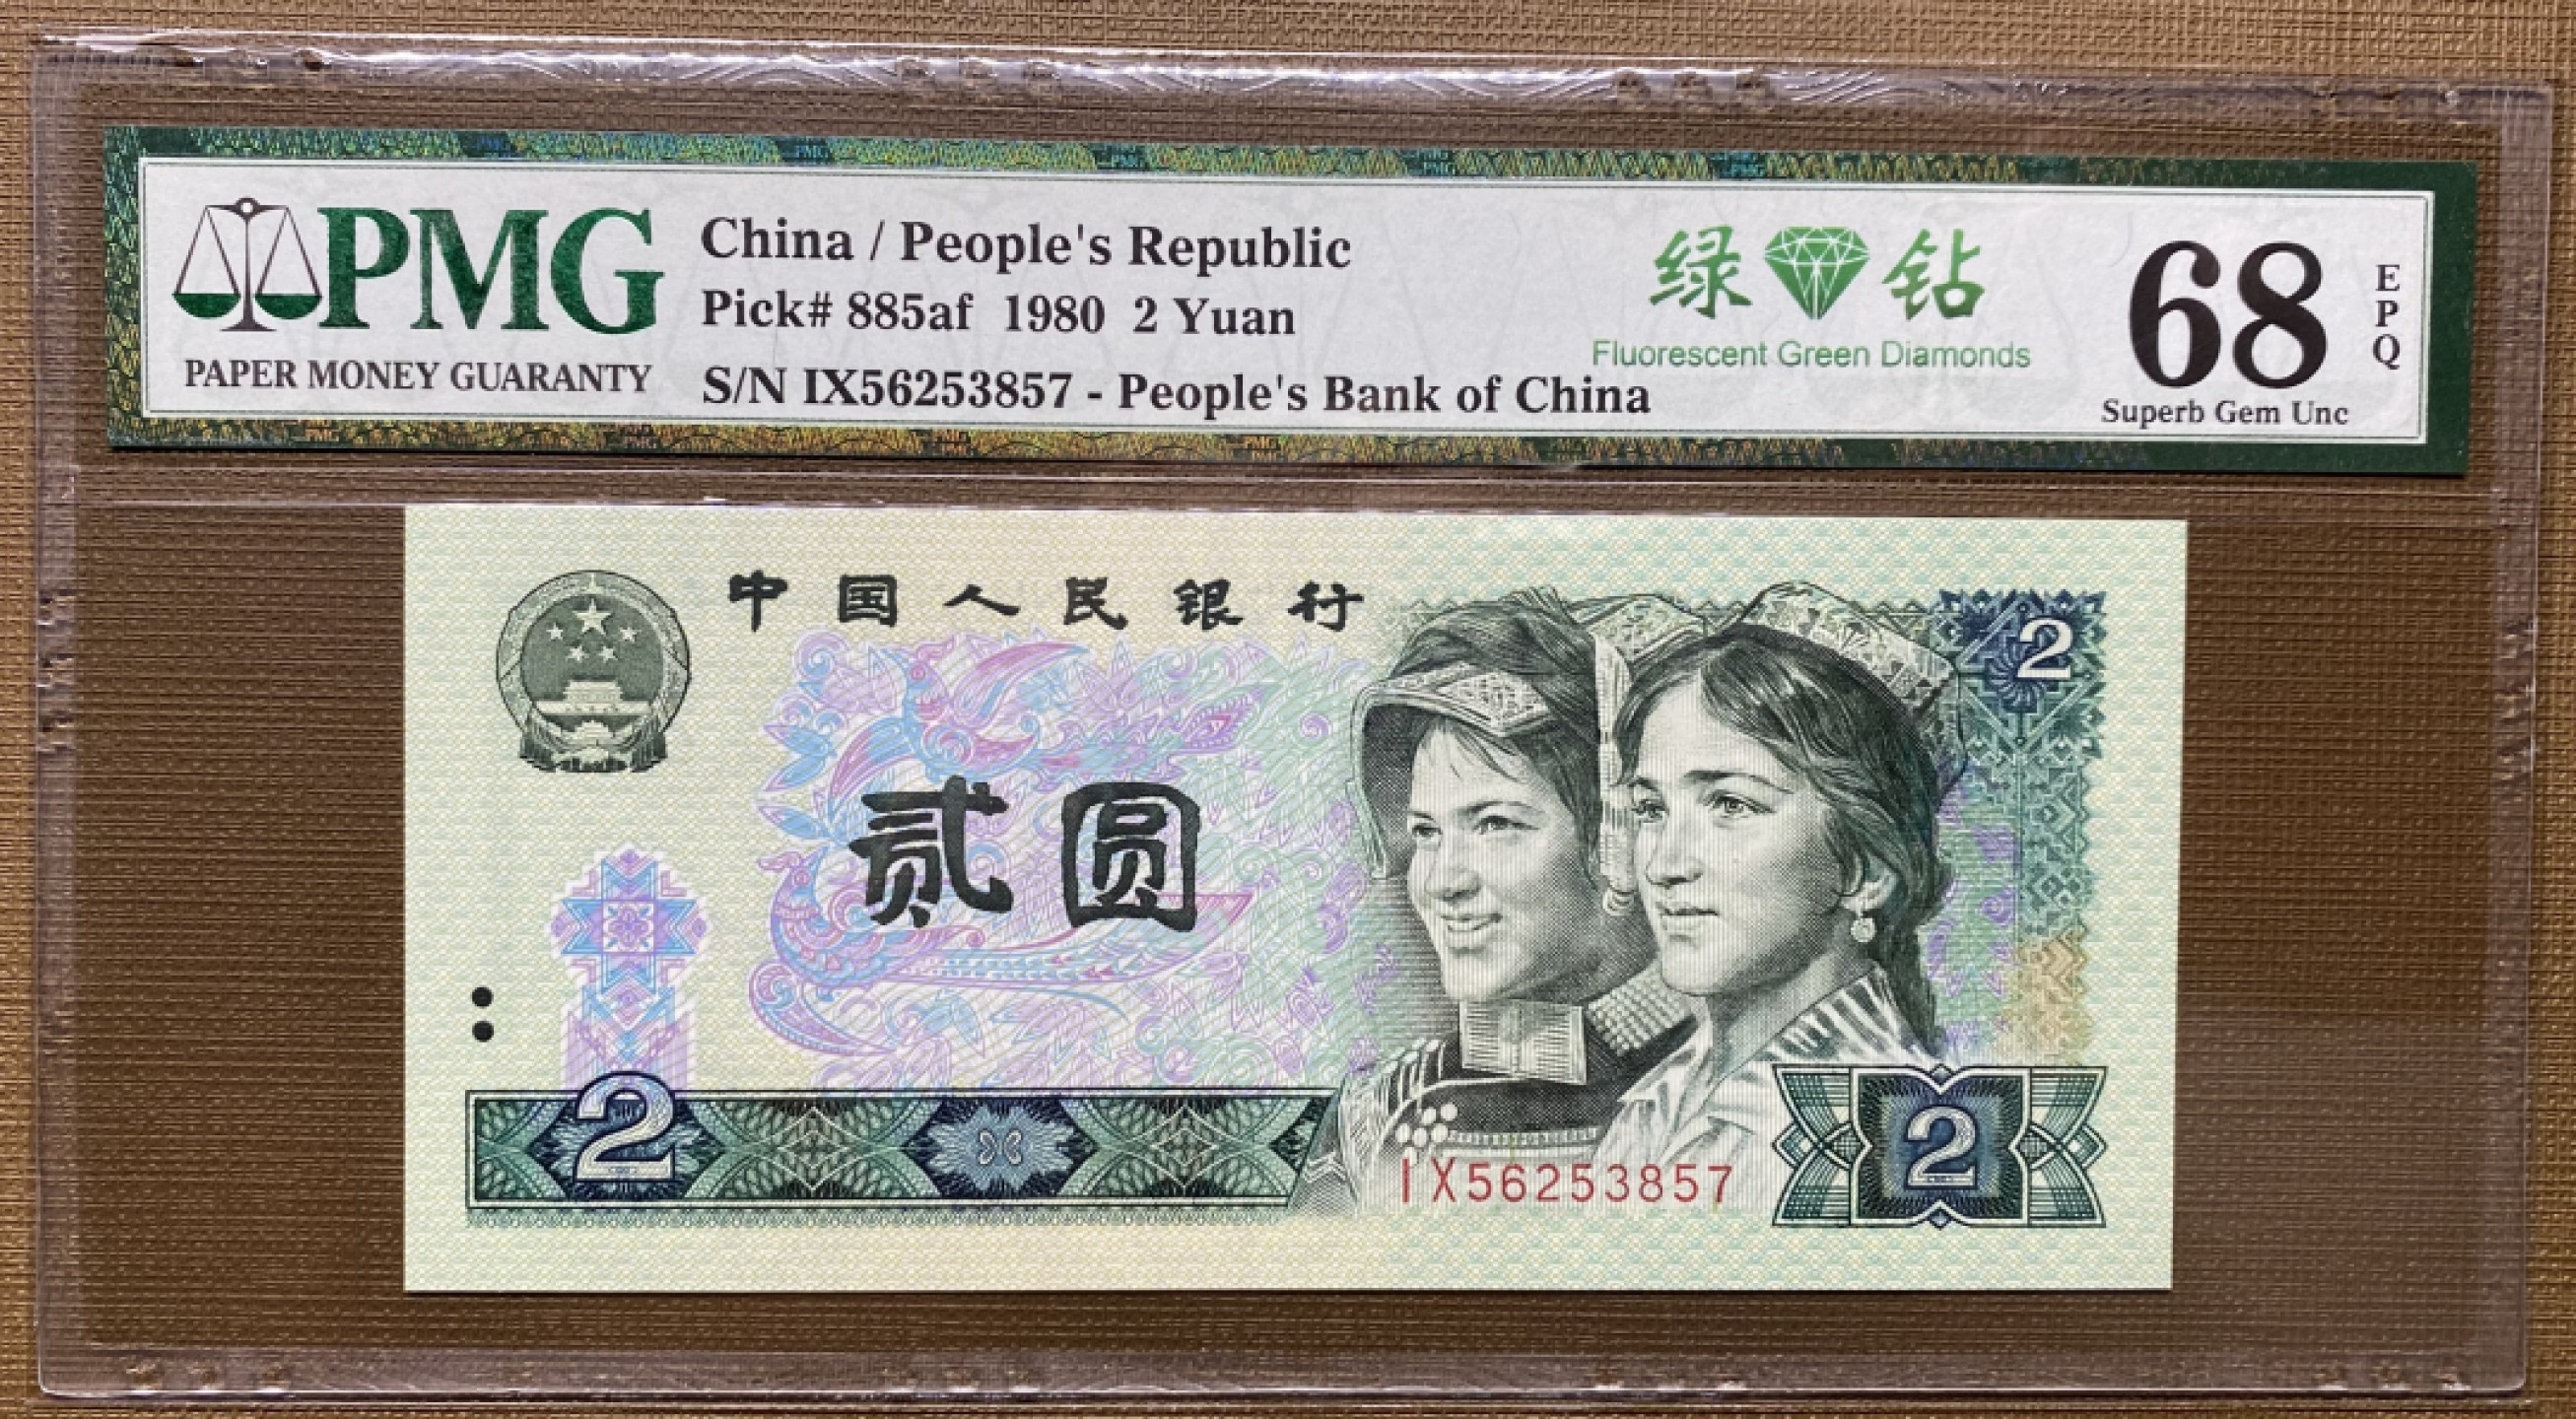 PMG
PAPER MONEY GUARANTY
China / People's Republic
Pick# 885af 1980 2 Yuan
S/N IX56253857 - People's Bank of China
绿 钻
Fluorescent Green Diamonds
68
EPQ
Superb Gem Unc
中国人民银行
2
贰圆
2
2
IX56253857